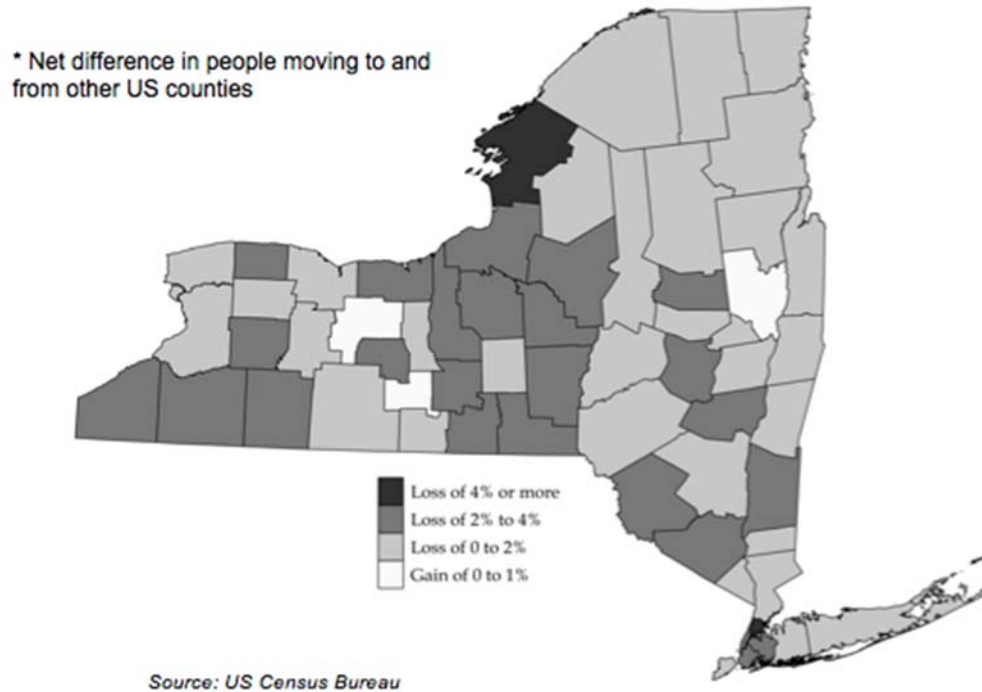 * Net difference in people moving to and
from other US counties
Loss of 4% or more
Loss of 2% to 4%
Loss of 0 to 2%
Gain of 0 to 1%
Source: US Census Bureau